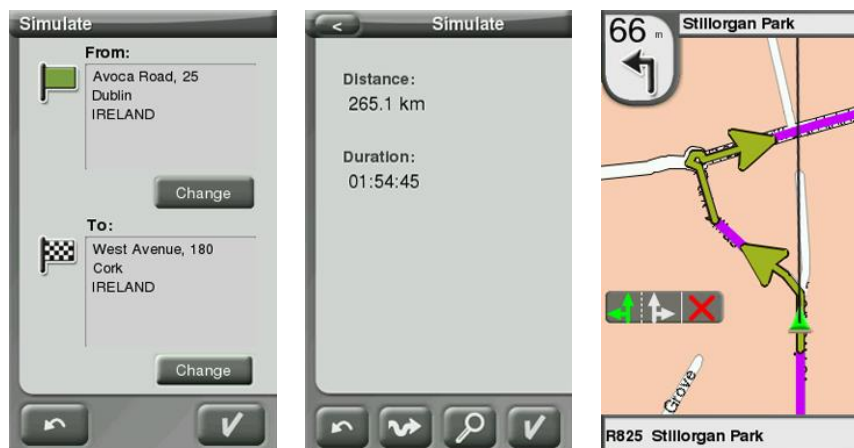 Simulate
From:
Avoca Road, 25
Dublin
IRELAND
Change
To:
West Avenue, 180
Cork
IRELAND
Change
<
Simulate
Distance:
265.1 km
Duration:
01:54:45
66 m
Stillorgan Park
Grove
R825 Stillorgan Park